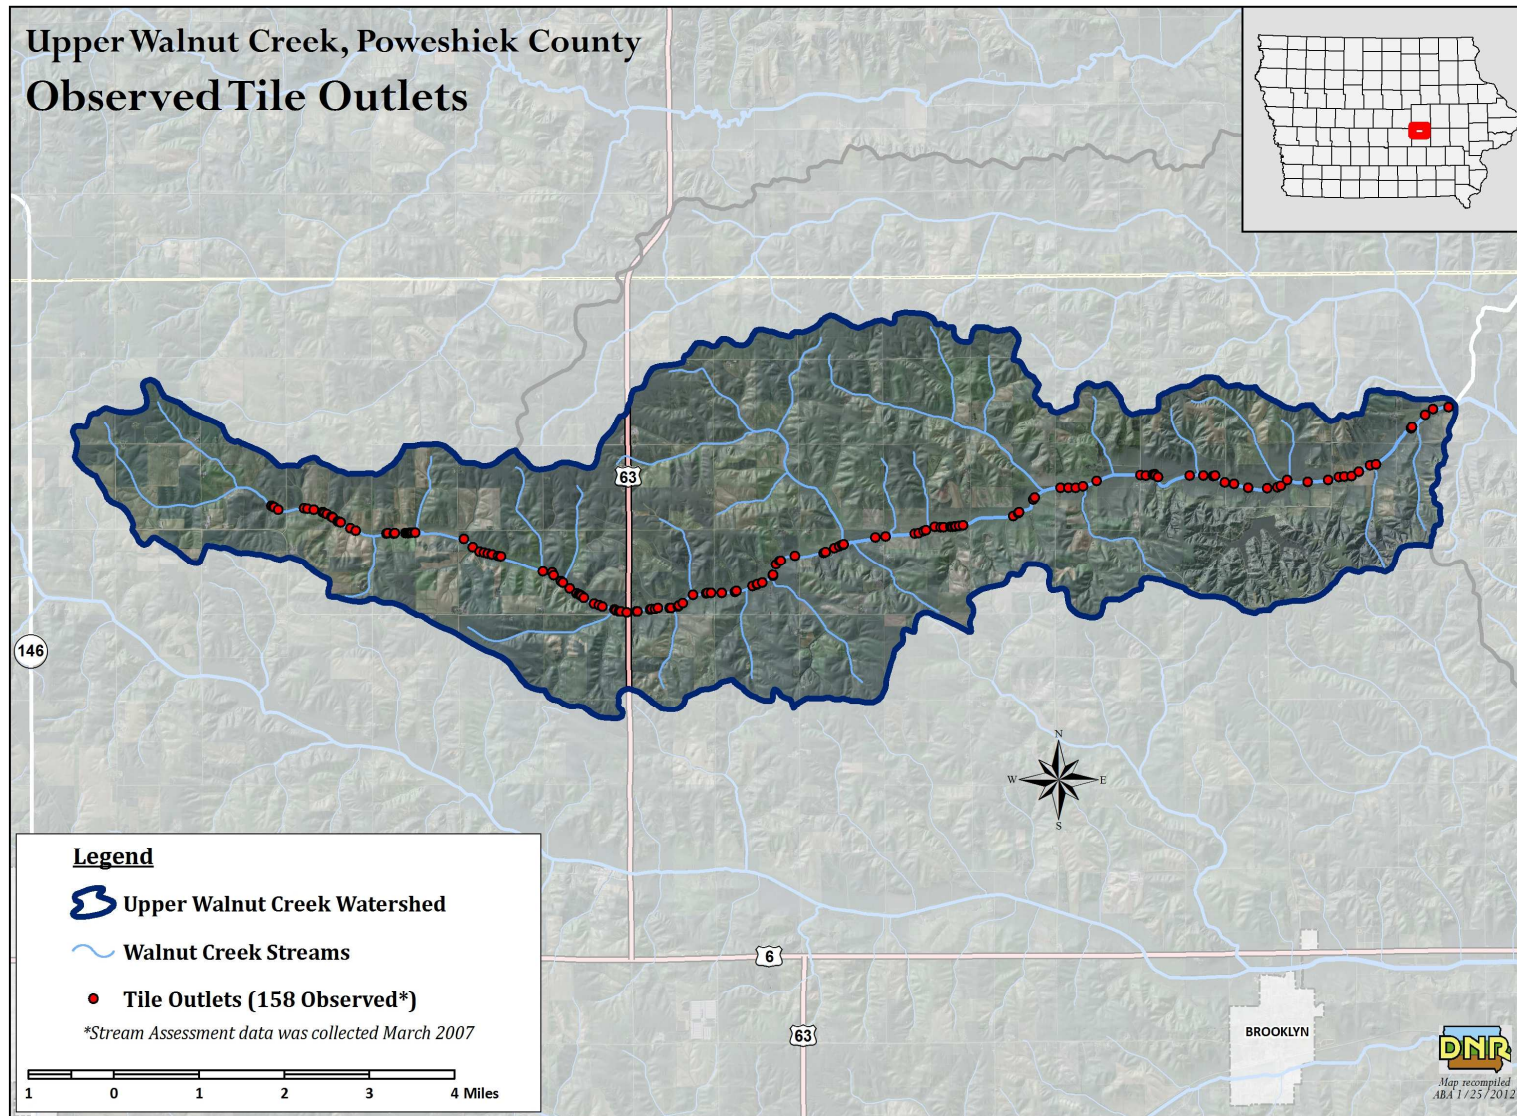 Upper Walnut Creek, Poweshiek County
Observed Tile Outlets
63
146
N
W E
S
Legend
Upper Walnut Creek Watershed
Walnut Creek Streams
Tile Outlets (158 Observed*)
*Stream Assessment data was collected March 2007
1 0 1 2 3 4 Miles
6
63
BROOKLYN
DNR
Map recompiled
ABA 1/25/2012